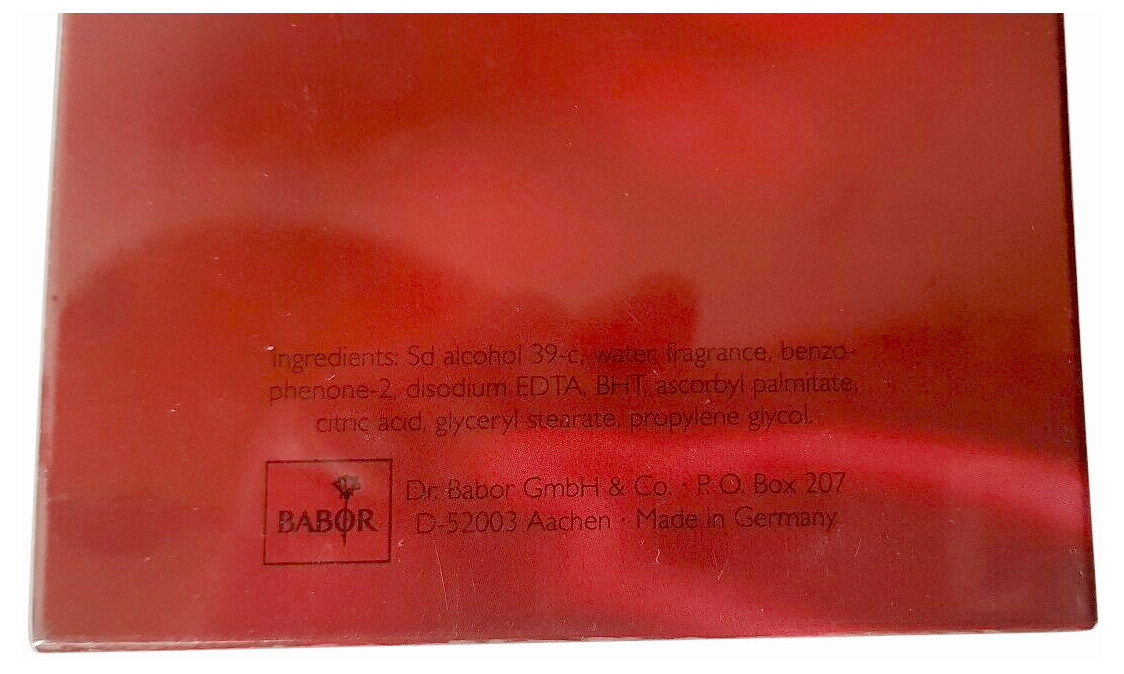 Ingredients: Sd alcohol 39-c, water, fragrance, benzo-
phenone-2, disodium EDTA, BHT, ascorbyl palmitate,
citric acid, glyceryl stearate, propylene glycol.
BABOR
Dr. Babor GmbH & Co. · P. O. Box 207
D-52003 Aachen · Made in Germany